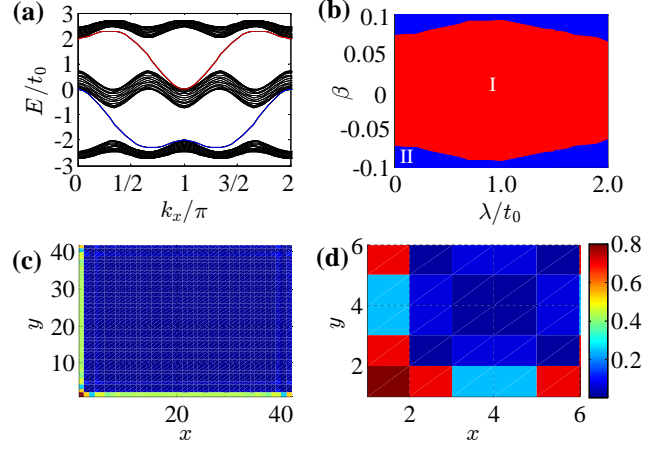 (a)
3
2
1
0
-1
-2
-3
E/t₀
0 1/2 1 3/2 2
kₓ/π
(b)
0.1
0.05
0
-0.05
-0.1
β
I
II
0 1.0 2.0
λ/t₀
(c)
40
30
20
10
y
20 40
x
(d)
6
4
2
y
2 4 6
x
0.8
0.6
0.4
0.2